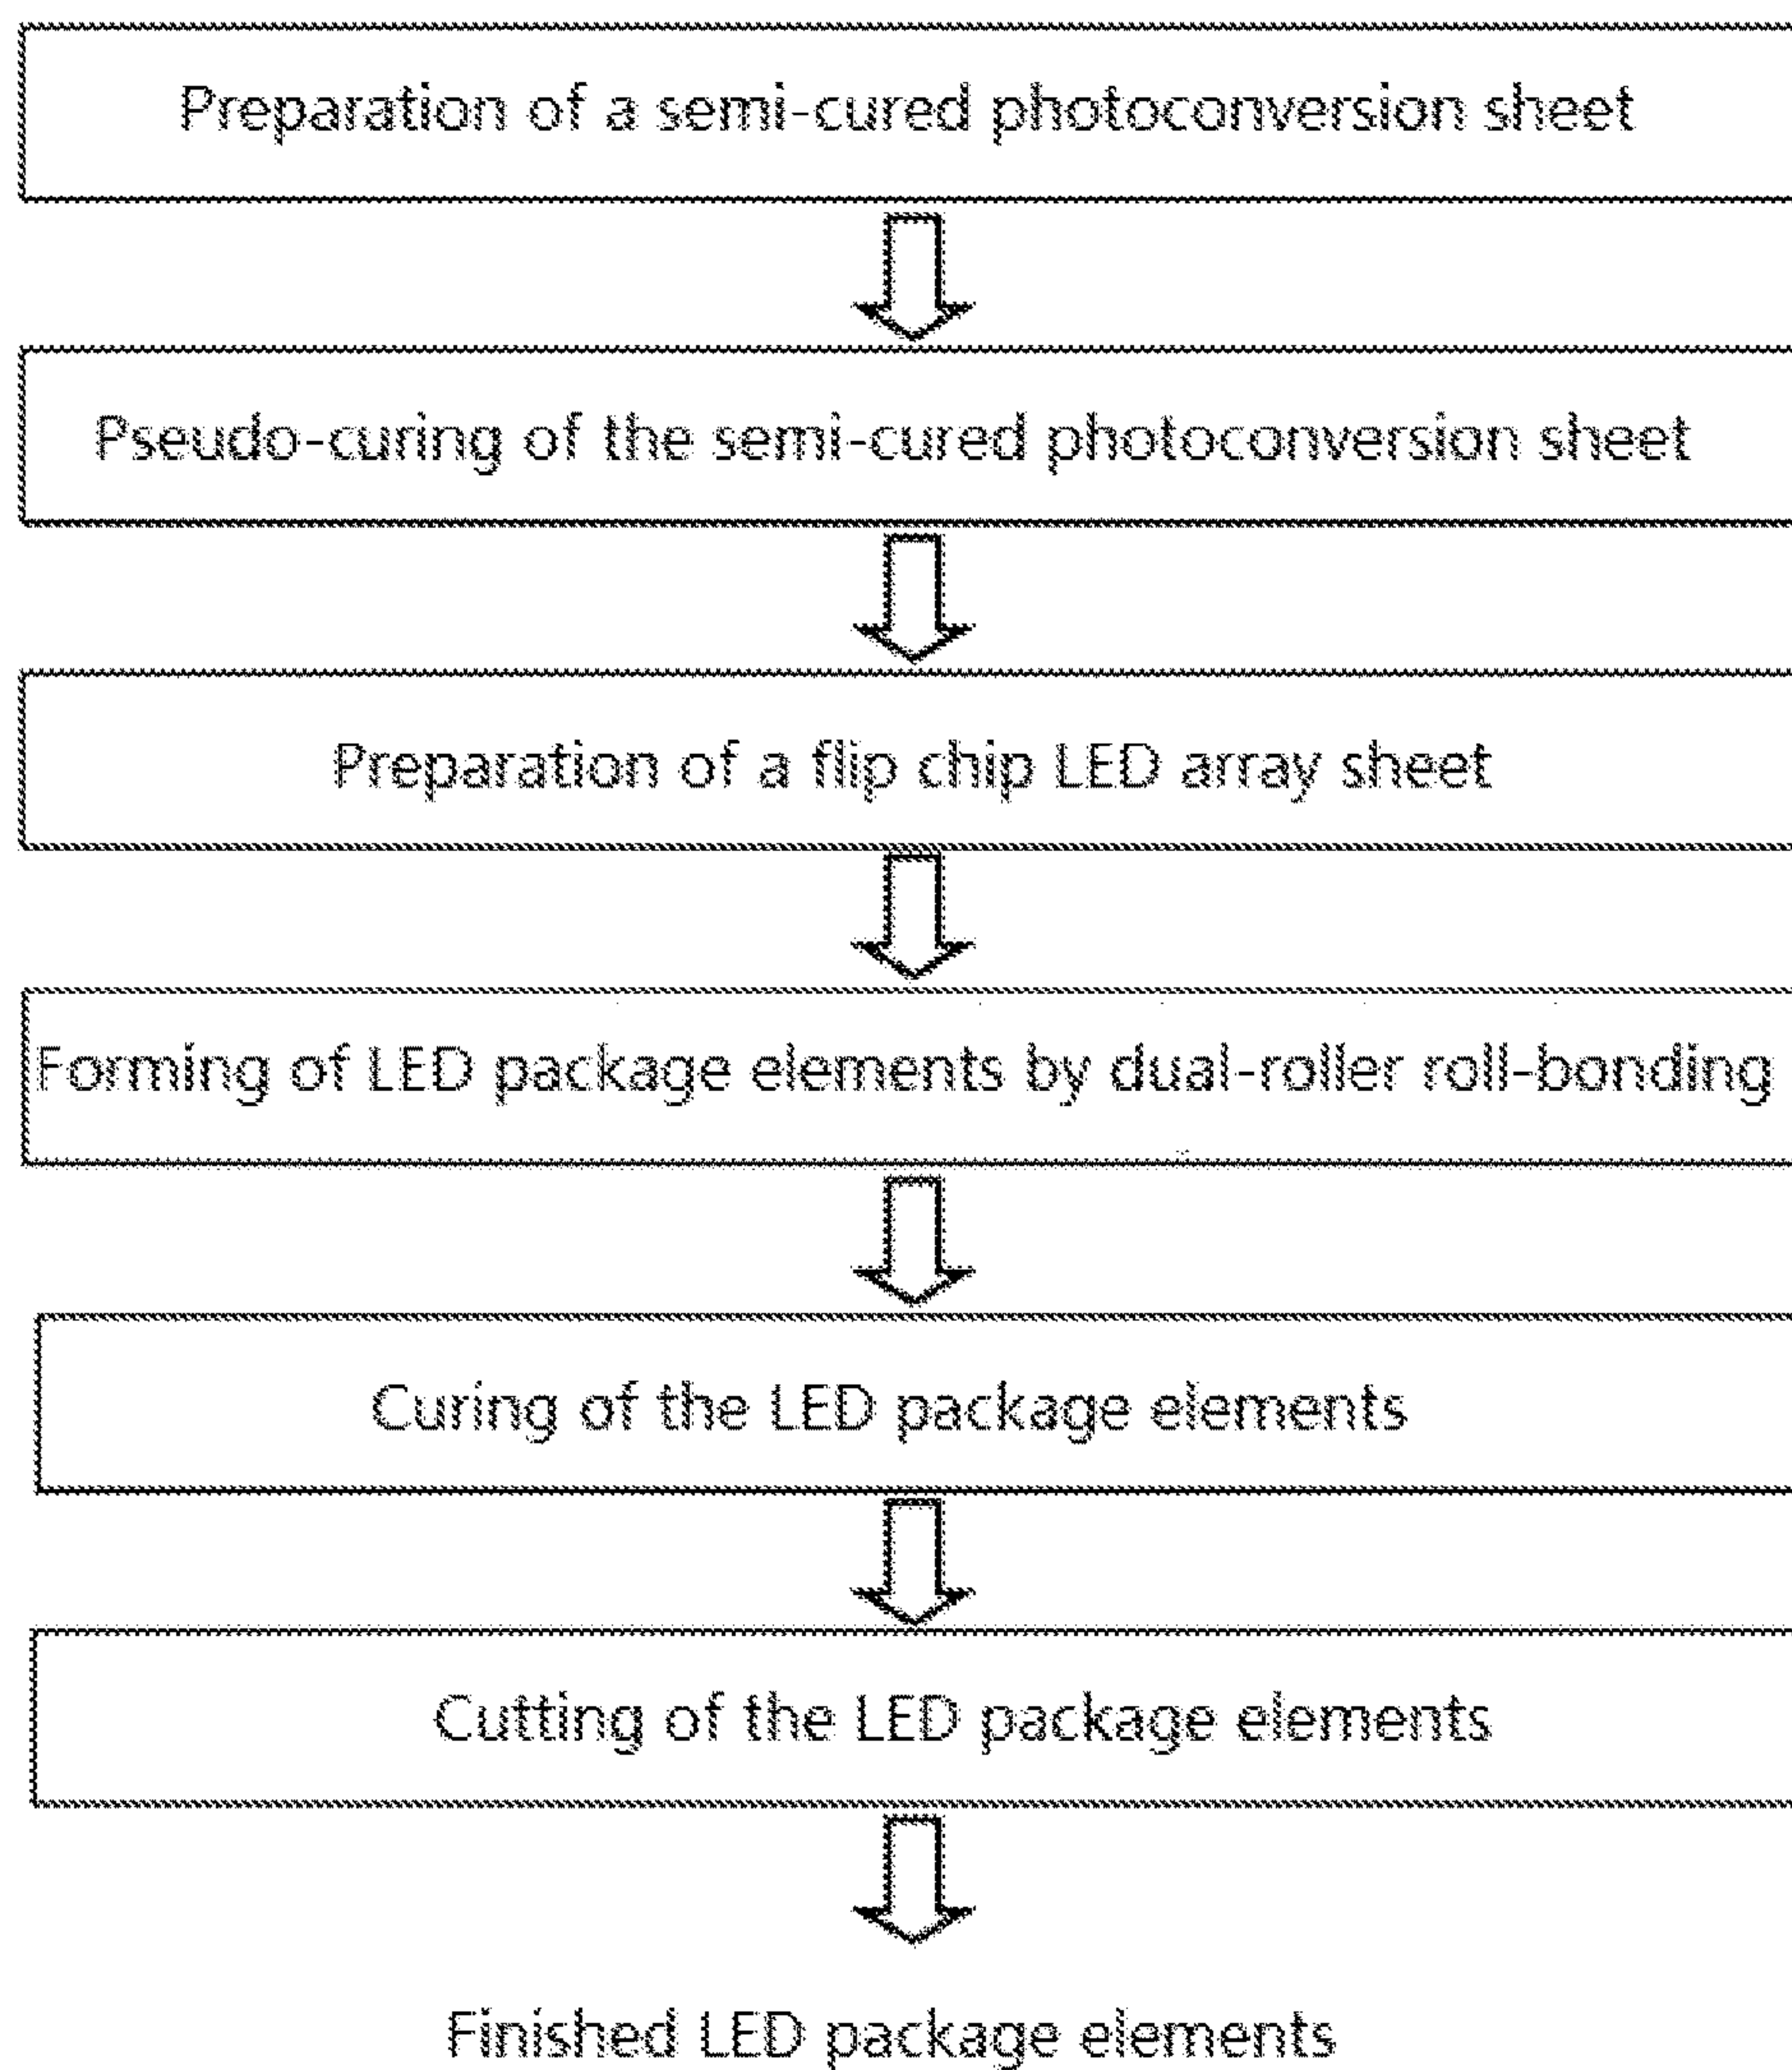 Preparation of a semi-cured photoconversion sheet
Pseudo-curing of the semi-cured photoconversion sheet
Preparation of a flip chip LED array sheet
Forming of LED package elements by dual-roller roll-bonding
Curing of the LED package elements
Cutting of the LED package elements
Finished LED package elements